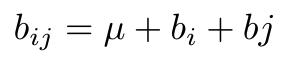 $b_{ij} = \mu + b_i + bj$